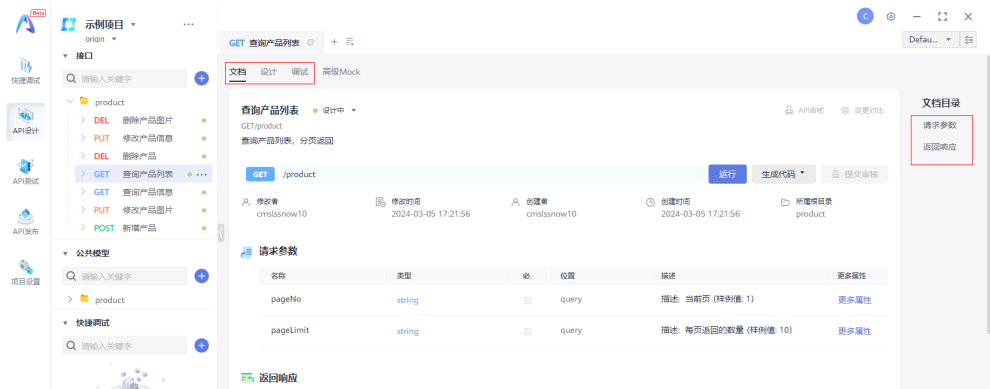 Beta
示例项目
origin
接口
请输入关键字
product
DEL 删除产品图片
PUT 修改产品信息
DEL 删除产品
GET 查询产品列表
GET 查询产品信息
PUT 修改产品图片
POST 新增产品
公共模型
请输入关键字
product
快捷调试
请输入关键字
快捷调试
API设计
API测试
API发布
项目设置
C
GET 查询产品列表
Defau...
文档 设计 调试 高级Mock
查询产品列表 设计中
API审核 变更对比
GET/product
查询产品列表，分页返回
GET /product 运行 生成代码 提交审核
修改者 修改时间 创建者 创建时间 所属根目录
cmslssnow10 2024-03-05 17:21:56 cmslssnow10 2024-03-05 17:21:56 product
请求参数
名称 类型 必. 位置 描述 更多属性
pageNo string query 描述: 当前页 (样例值: 1) 更多属性
pageLimit string query 描述: 每页返回的数量 (样例值: 10) 更多属性
返回响应
文档目录
请求参数
返回响应